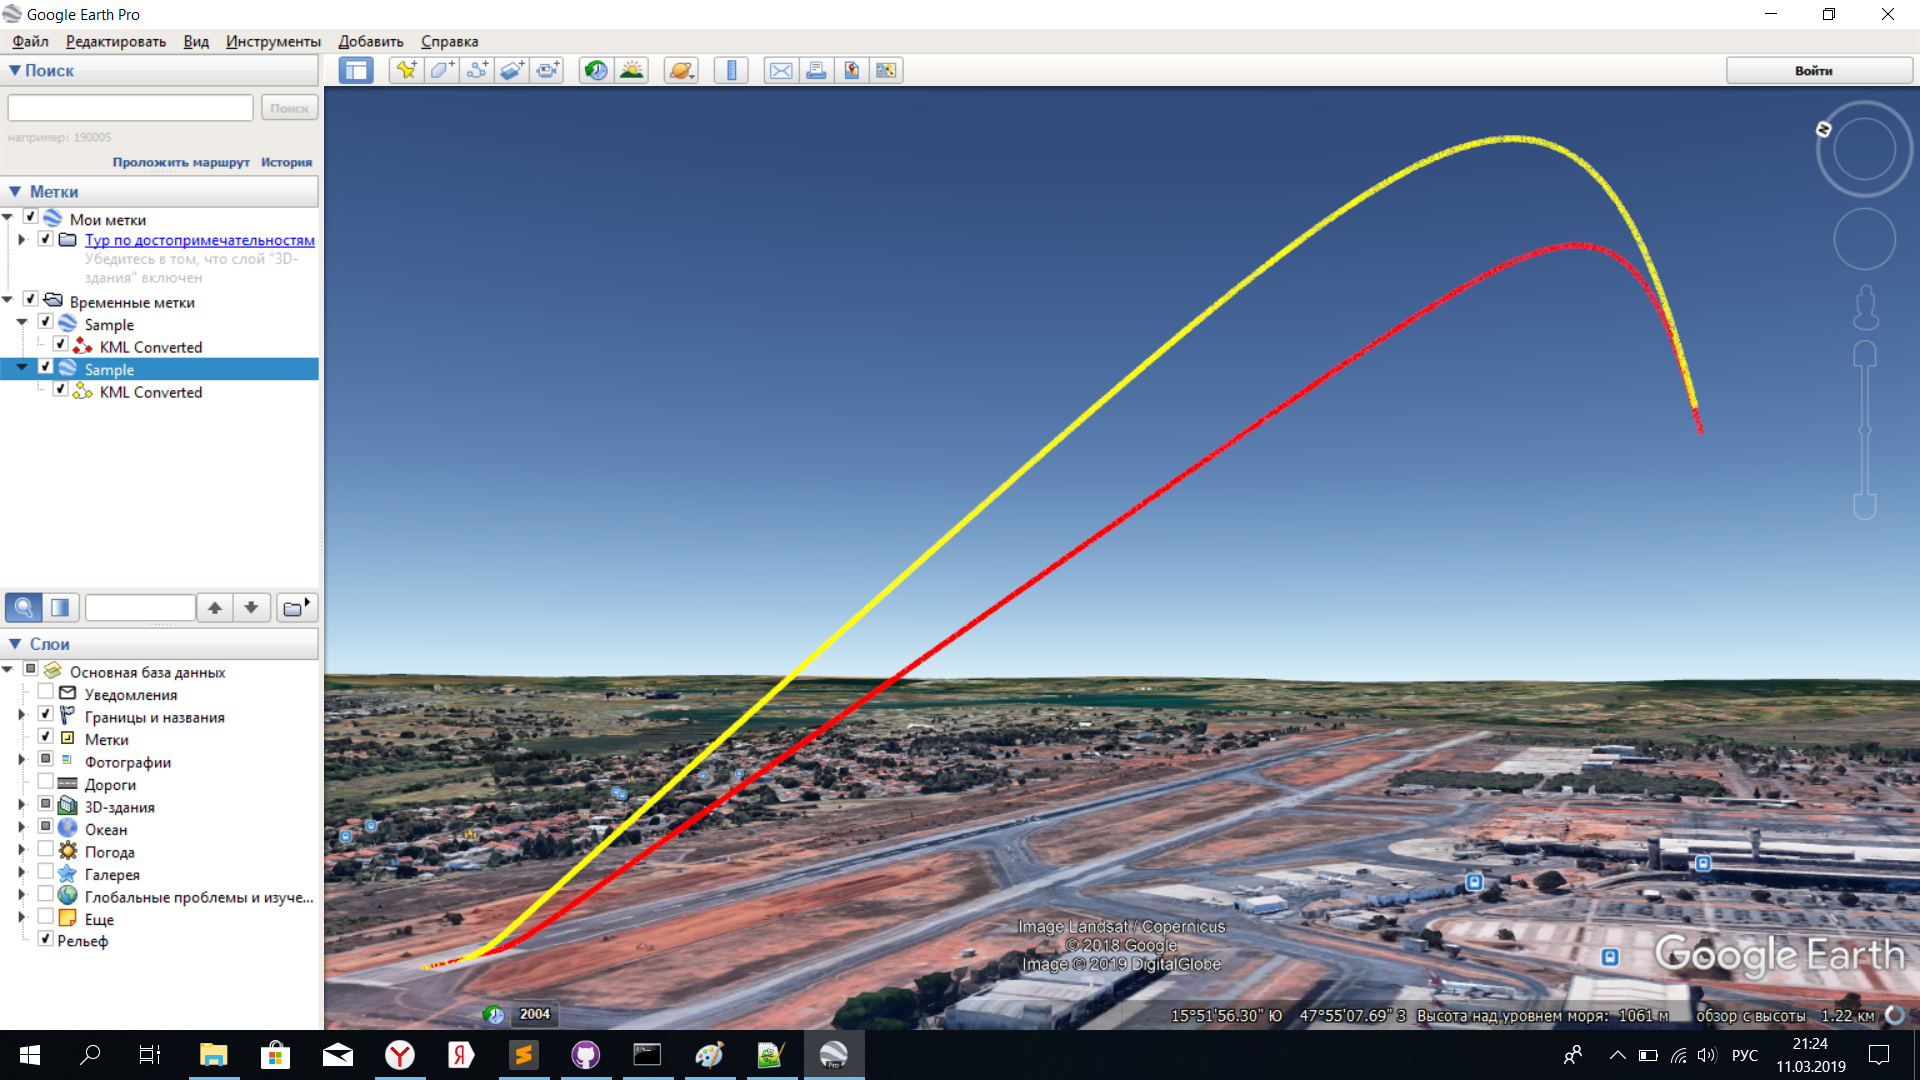 Google Earth Pro
Файл Редактировать Вид Инструменты Добавить Справка
Поиск
Поиск
например: 190005
Проложить маршрут История
Метки
Мои метки
Тур по достопримечательностям
Убедитесь в том, что слой "3D-
здания" включен
Временные метки
Sample
KML Converted
Sample
KML Converted
Слои
Основная база данных
Уведомления
Границы и названия
Метки
Фотографии
Дороги
3D-здания
Океан
Погода
Галерея
Глобальные проблемы и изуче...
Еще
Рельеф
Войти
N
Image Landsat / Copernicus
© 2018 Google
Image © 2019 DigitalGlobe
Google Earth
2004
15°51'56.30" Ю 47°55'07.69" З Высота над уровнем моря: 1061 м обзор с высоты 1.22 км
РУС
21:24
11.03.2019